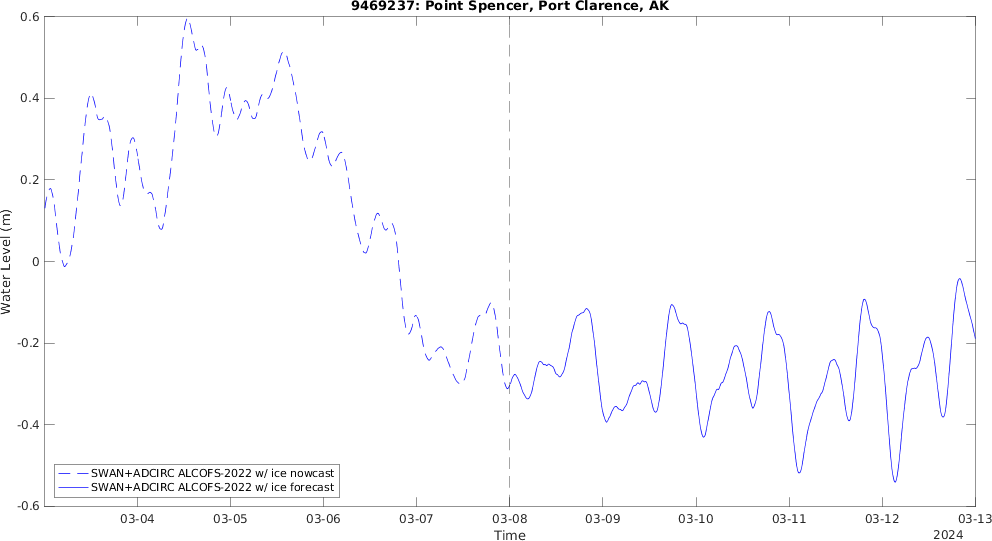 9469237: Point Spencer, Port Clarence, AK
0.6
0.4
0.2
0
-0.2
-0.4
-0.6
Water Level (m)
SWAN+ADCIRC ALCOFS-2022 w/ ice nowcast
SWAN+ADCIRC ALCOFS-2022 w/ ice forecast
03-04 03-05 03-06 03-07 03-08 03-09 03-10 03-11 03-12 03-13
Time
2024